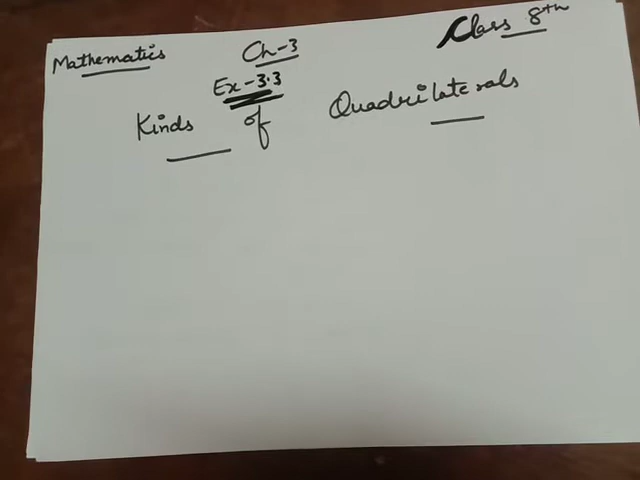 Mathematics Ch-3 Class 8th
Ex-3.3
Kinds of Quadrilaterals